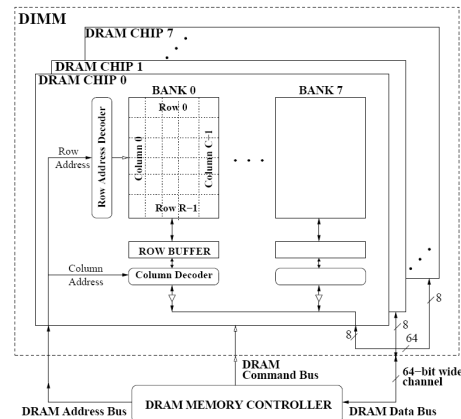 DIMM
DRAM CHIP 7
DRAM CHIP 1
DRAM CHIP 0
BANK 0
BANK 7
Row 0
Row Address Decoder
Column 0
Column C−1
Row
Address
Row R−1
ROW BUFFER
Column
Address
Column Decoder
8
8
8
64
DRAM
Command Bus
64−bit wide
channel
DRAM MEMORY CONTROLLER
DRAM Address Bus
DRAM Data Bus